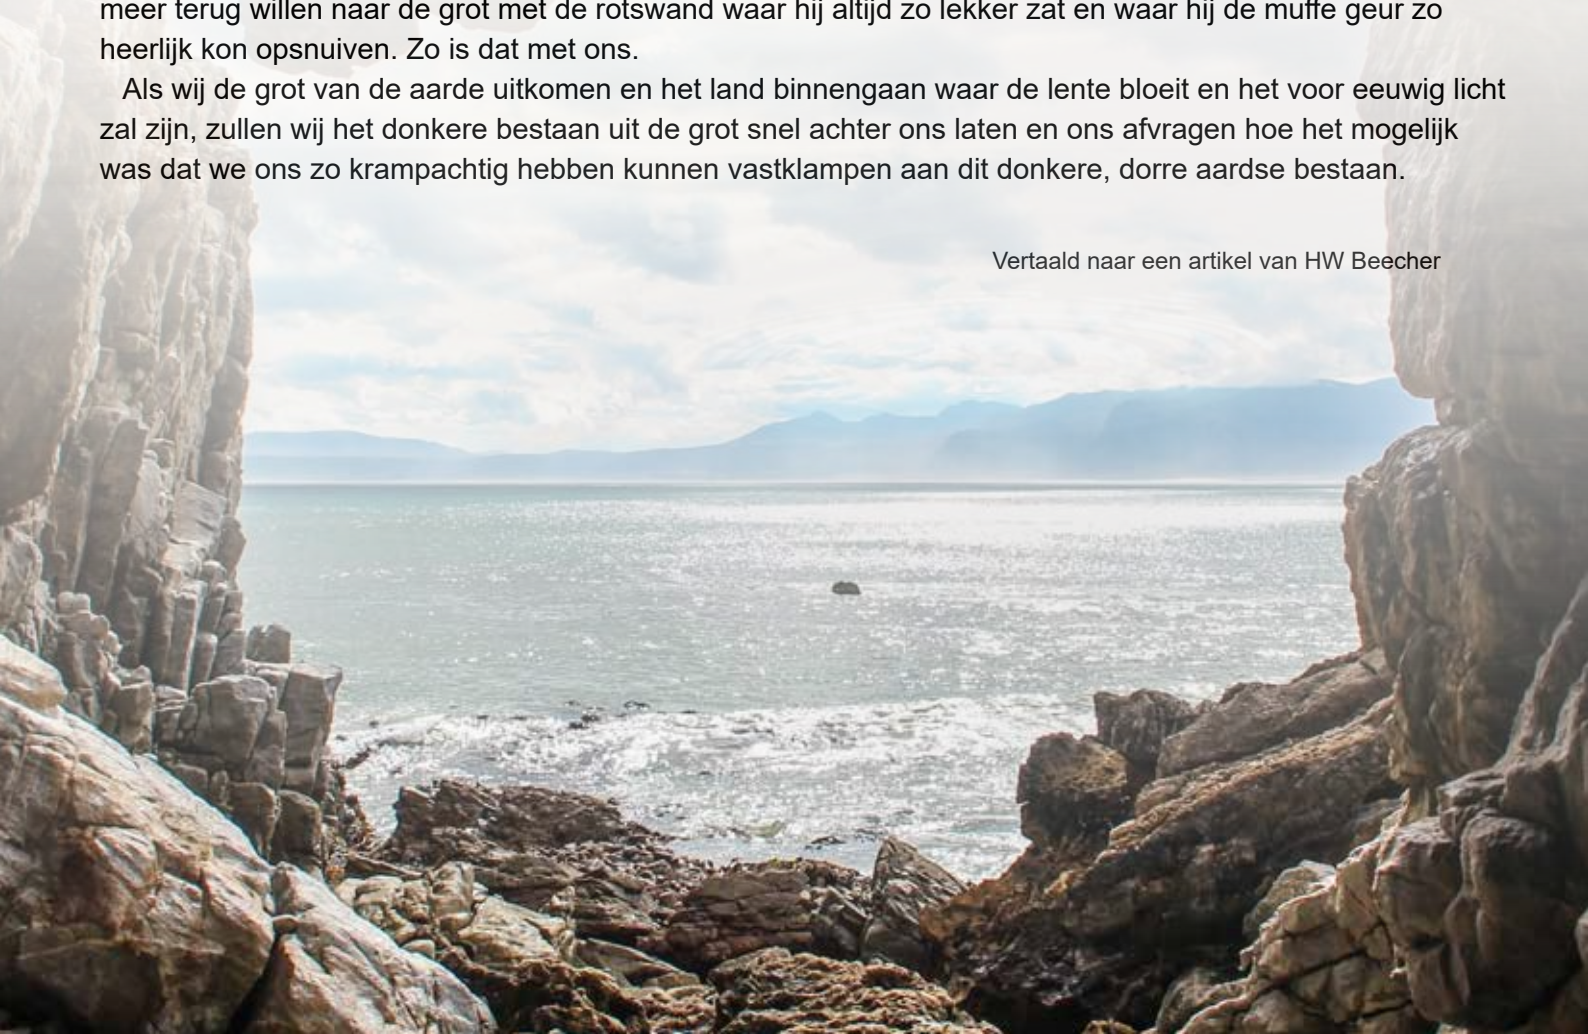 meer terug willen naar de grot met de rotswand waar hij altijd zo lekker zat en waar hij de muffe geur zo
heerlijk kon opsnuiven. Zo is dat met ons.
Als wij de grot van de aarde uitkomen en het land binnengaan waar de lente bloeit en het voor eeuwig licht
zal zijn, zullen wij het donkere bestaan uit de grot snel achter ons laten en ons afvragen hoe het mogelijk
was dat we ons zo krampachtig hebben kunnen vastklampen aan dit donkere, dorre aardse bestaan.
Vertaald naar een artikel van HW Beecher